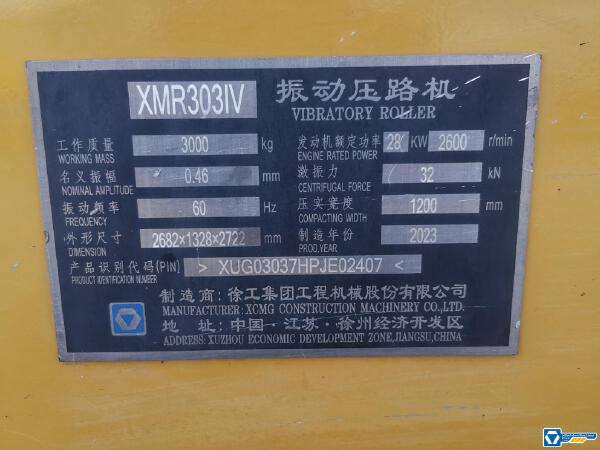 XMR303IV 振动压路机
VIBRATORY ROLLER
工作质量 3000 kg 发动机额定功率 28 KW 2600 r/min
WORKING MASS ENGINE RATED POWER
名义振幅 0.46 mm 激振力 32 kN
NOMINAL AMPLITUDE CENTRIFUGAL FORCE
振动频率 60 Hz 压实宽度 1200 mm
FREQUENCY COMPACTING WIDTH
外形尺寸 2682×1328×2722 mm 制造年份 2023
DIMENSION PROD.YEAR
产品识别代码(PIN) > XUG03037HPJE02407 <
PRODUCT IDENTIFICATION NUMBER
制造商：徐工集团工程机械股份有限公司
MANUFACTURER: XCMG CONSTRUCTION MACHINERY CO.,LTD.
地 址：中国·江苏·徐州经济开发区
ADDRESS: XUZHOU ECONOMIC DEVELOPMENT ZONE,JIANGSU,CHINA